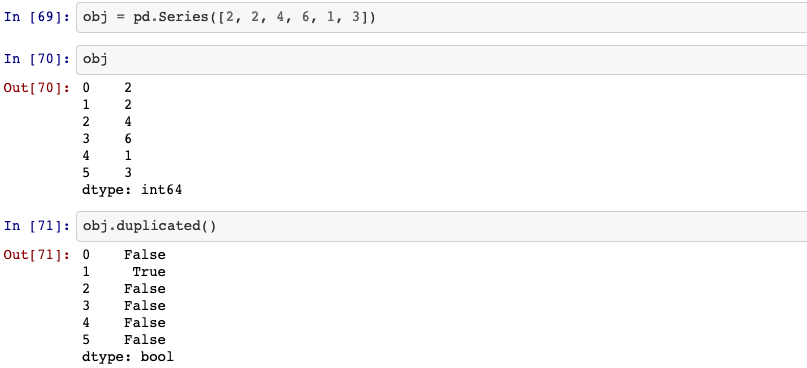 In [69]: obj = pd.Series([2, 2, 4, 6, 1, 3])
In [70]: obj
Out[70]: 0    2
1    2
2    4
3    6
4    1
5    3
dtype: int64
In [71]: obj.duplicated()
Out[71]: 0    False
1     True
2    False
3    False
4    False
5    False
dtype: bool